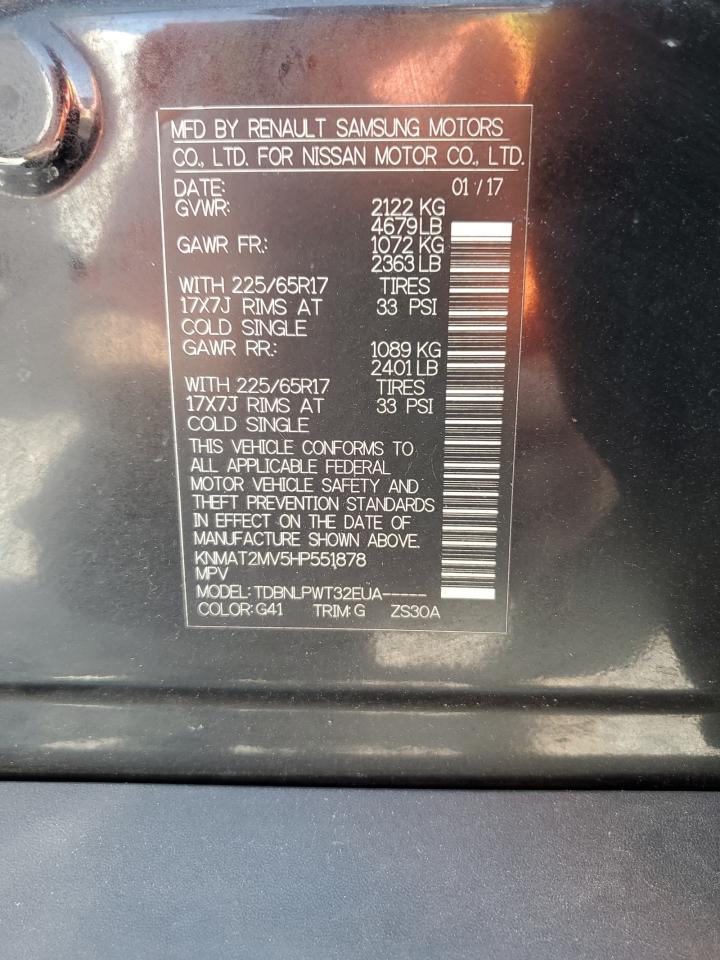 MFD BY RENAULT SAMSUNG MOTORS
CO., LTD. FOR NISSAN MOTOR CO., LTD.
DATE: 01/17
GVWR: 2122 KG
4679 LB
GAWR FR.: 1072 KG
2363 LB
WITH 225/65R17 TIRES
17X7J RIMS AT 33 PSI
COLD SINGLE
GAWR RR.: 1089 KG
2401 LB
WITH 225/65R17 TIRES
17X7J RIMS AT 33 PSI
COLD SINGLE
THIS VEHICLE CONFORMS TO
ALL APPLICABLE FEDERAL
MOTOR VEHICLE SAFETY AND
THEFT PREVENTION STANDARDS
IN EFFECT ON THE DATE OF
MANUFACTURE SHOWN ABOVE.
KNMAT2MV5HP551878
MPV
MODEL: TDBNLPWT32EUA-----
COLOR: G41 TRIM: G ZS30A